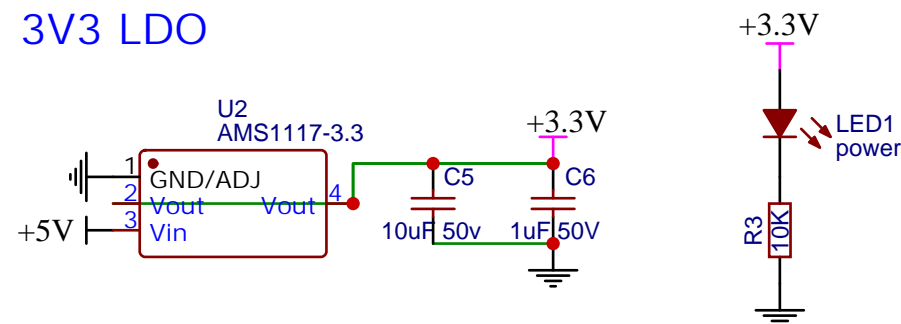 3V3 LDO
U2
AMS1117-3.3
1
GND/ADJ
2
Vout
Vout
4
+5V
3
Vin
+3.3V
C5
10uF 50v
C6
1uF 50V
+3.3V
LED1
power
R3
10K